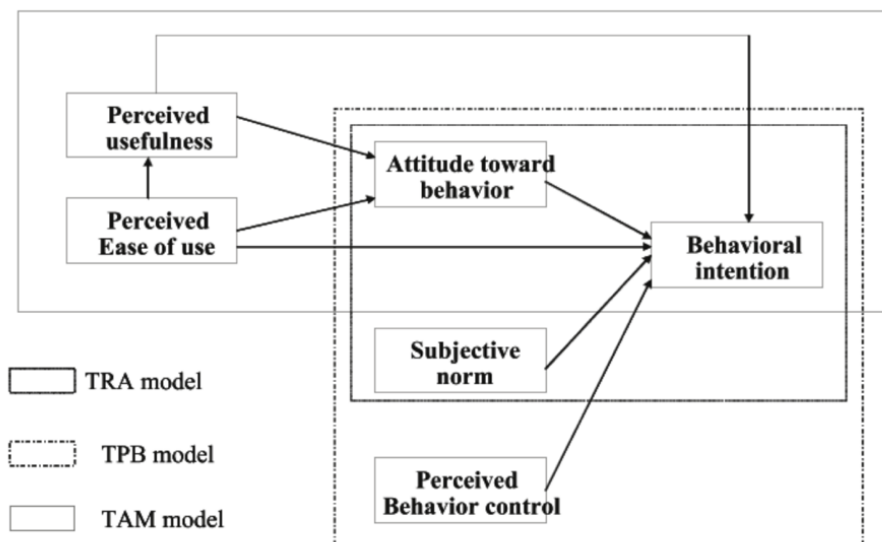 Perceived
usefulness
Attitude toward
behavior
Perceived
Ease of use
Behavioral
intention
Subjective
norm
Perceived
Behavior control
TRA model
TPB model
TAM model